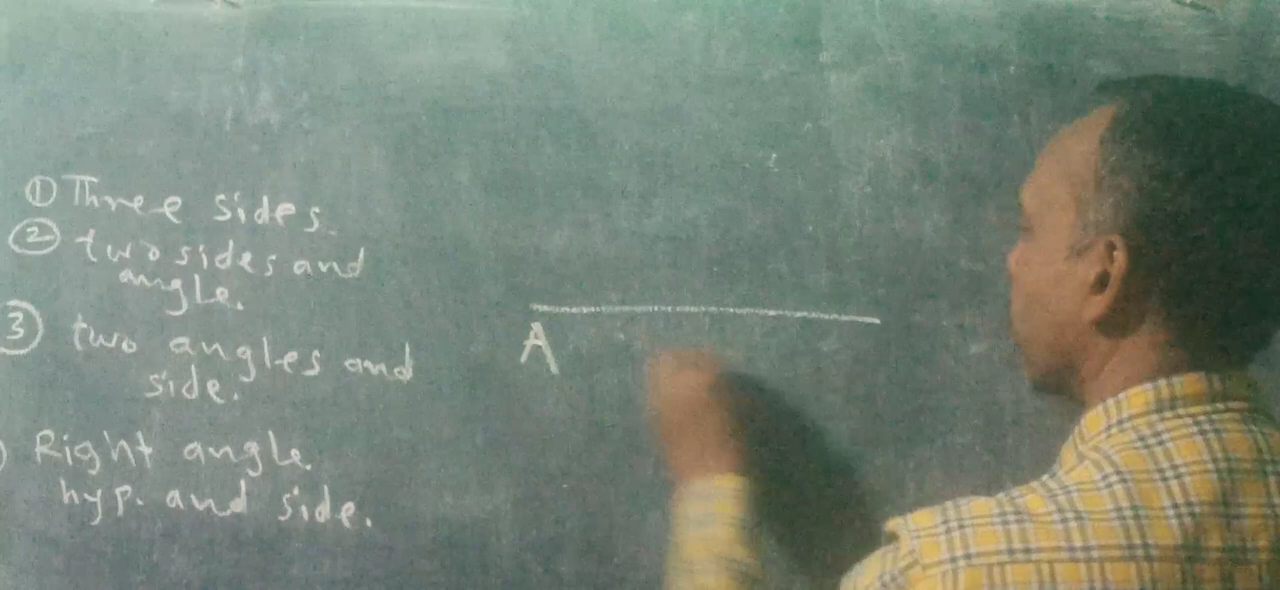 ① Three sides.
② two sides and
angle.
③ two angles and
side.
) Right angle.
hyp. and side.
A